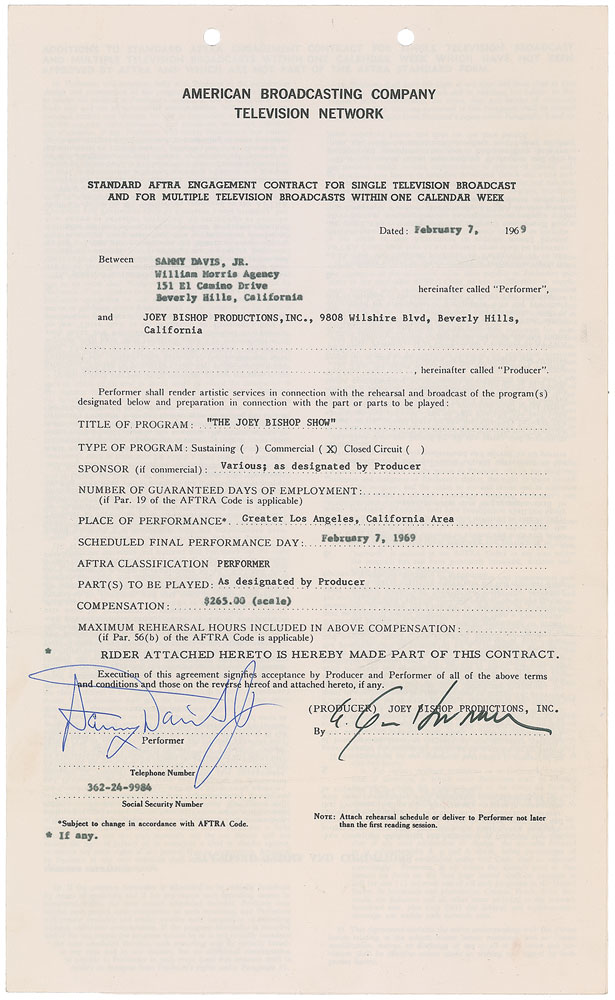 AMERICAN BROADCASTING COMPANY
TELEVISION NETWORK
STANDARD AFTRA ENGAGEMENT CONTRACT FOR SINGLE TELEVISION BROADCAST
AND FOR MULTIPLE TELEVISION BROADCASTS WITHIN ONE CALENDAR WEEK
Dated: February 7, 1969
Between SAMMY DAVIS, JR.
William Morris Agency
151 El Camino Drive
Beverly Hills, California
hereinafter called "Performer",
and JOEY BISHOP PRODUCTIONS,INC., 9808 Wilshire Blvd, Beverly Hills,
California
, hereinafter called "Producer".
Performer shall render artistic services in connection with the rehearsal and broadcast of the program(s)
designated below and preparation in connection with the part or parts to be played:
TITLE OF PROGRAM: "THE JOEY BISHOP SHOW"
TYPE OF PROGRAM: Sustaining ( ) Commercial (X) Closed Circuit ( )
SPONSOR (if commercial): Various; as designated by Producer
NUMBER OF GUARANTEED DAYS OF EMPLOYMENT:
(if Par. 19 of the AFTRA Code is applicable)
PLACE OF PERFORMANCE* Greater Los Angeles, California Area
SCHEDULED FINAL PERFORMANCE DAY: February 7, 1969
AFTRA CLASSIFICATION PERFORMER
PART(S) TO BE PLAYED: As designated by Producer
COMPENSATION: $265.00 (scale)
MAXIMUM REHEARSAL HOURS INCLUDED IN ABOVE COMPENSATION:
(if Par. 56(b) of the AFTRA Code is applicable)
* RIDER ATTACHED HERETO IS HEREBY MADE PART OF THIS CONTRACT.
Execution of this agreement signifies acceptance by Producer and Performer of all of the above terms
and conditions and those on the reverse hereof and attached hereto, if any.
(PRODUCER) JOEY BISHOP PRODUCTIONS, INC.
Sammy Davis Jr
By
Performer
Telephone Number
362-24-9984
Social Security Number
*Subject to change in accordance with AFTRA Code.
* If any.
NOTE: Attach rehearsal schedule or deliver to Performer not later
than the first reading session.